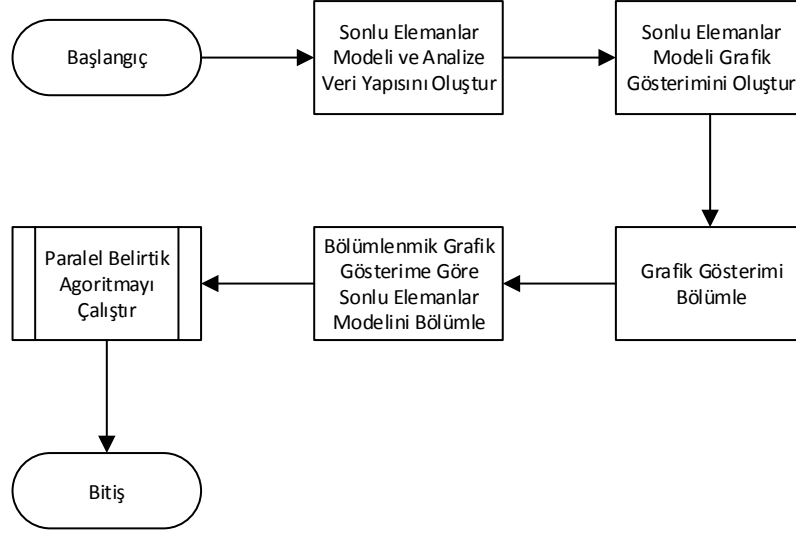 Başlangıç
Sonlu Elemanlar
Modeli ve Analize
Veri Yapısını Oluştur
Sonlu Elemanlar
Modeli Grafik
Gösterimini Oluştur
Grafik Gösterimi
Bölümle
Bölümlenmik Grafik
Gösterime Göre
Sonlu Elemanlar
Modelini Bölümle
Paralel Belirtik
Agoritmayı
Çalıştır
Bitiş